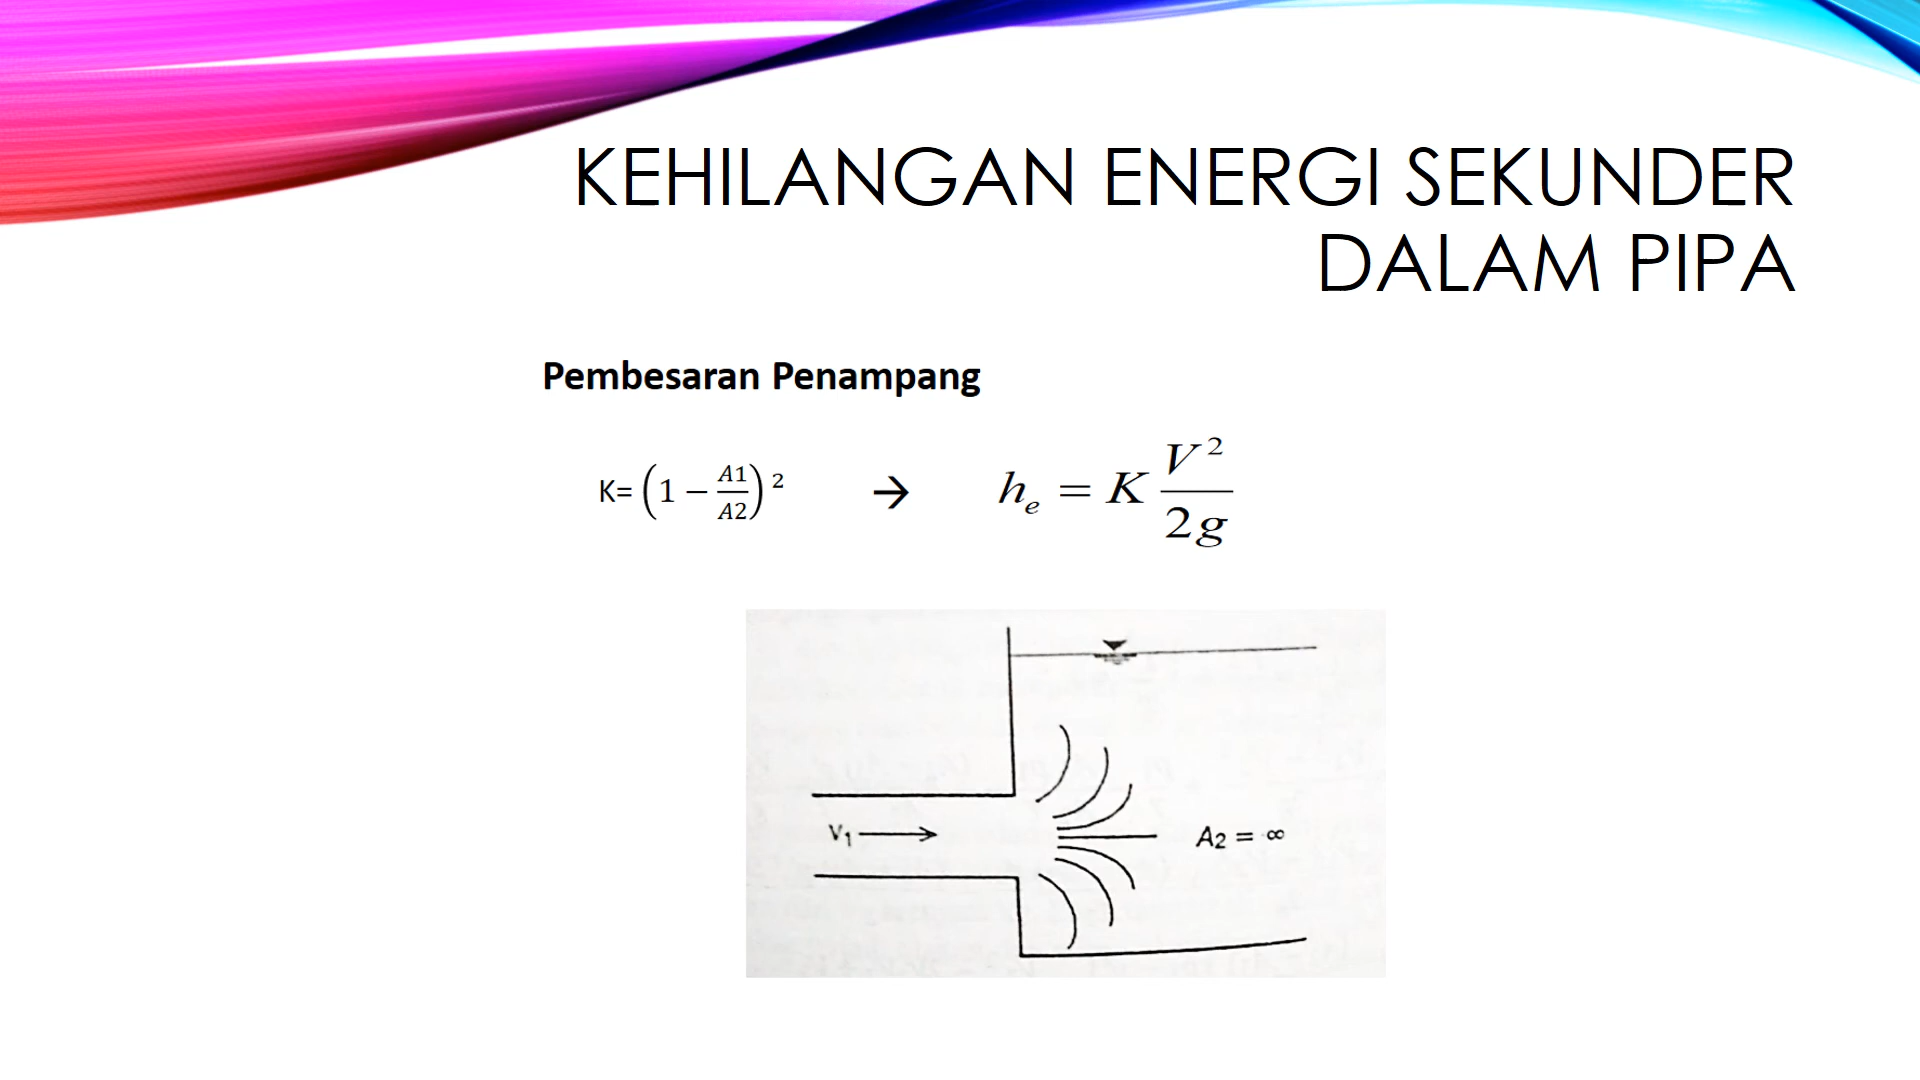 KEHILANGAN ENERGI SEKUNDER
DALAM PIPA
Pembesaran Penampang
K= (1 − A1/A2)² → hₑ = K V²/2g
V₁
A₂ = ∞